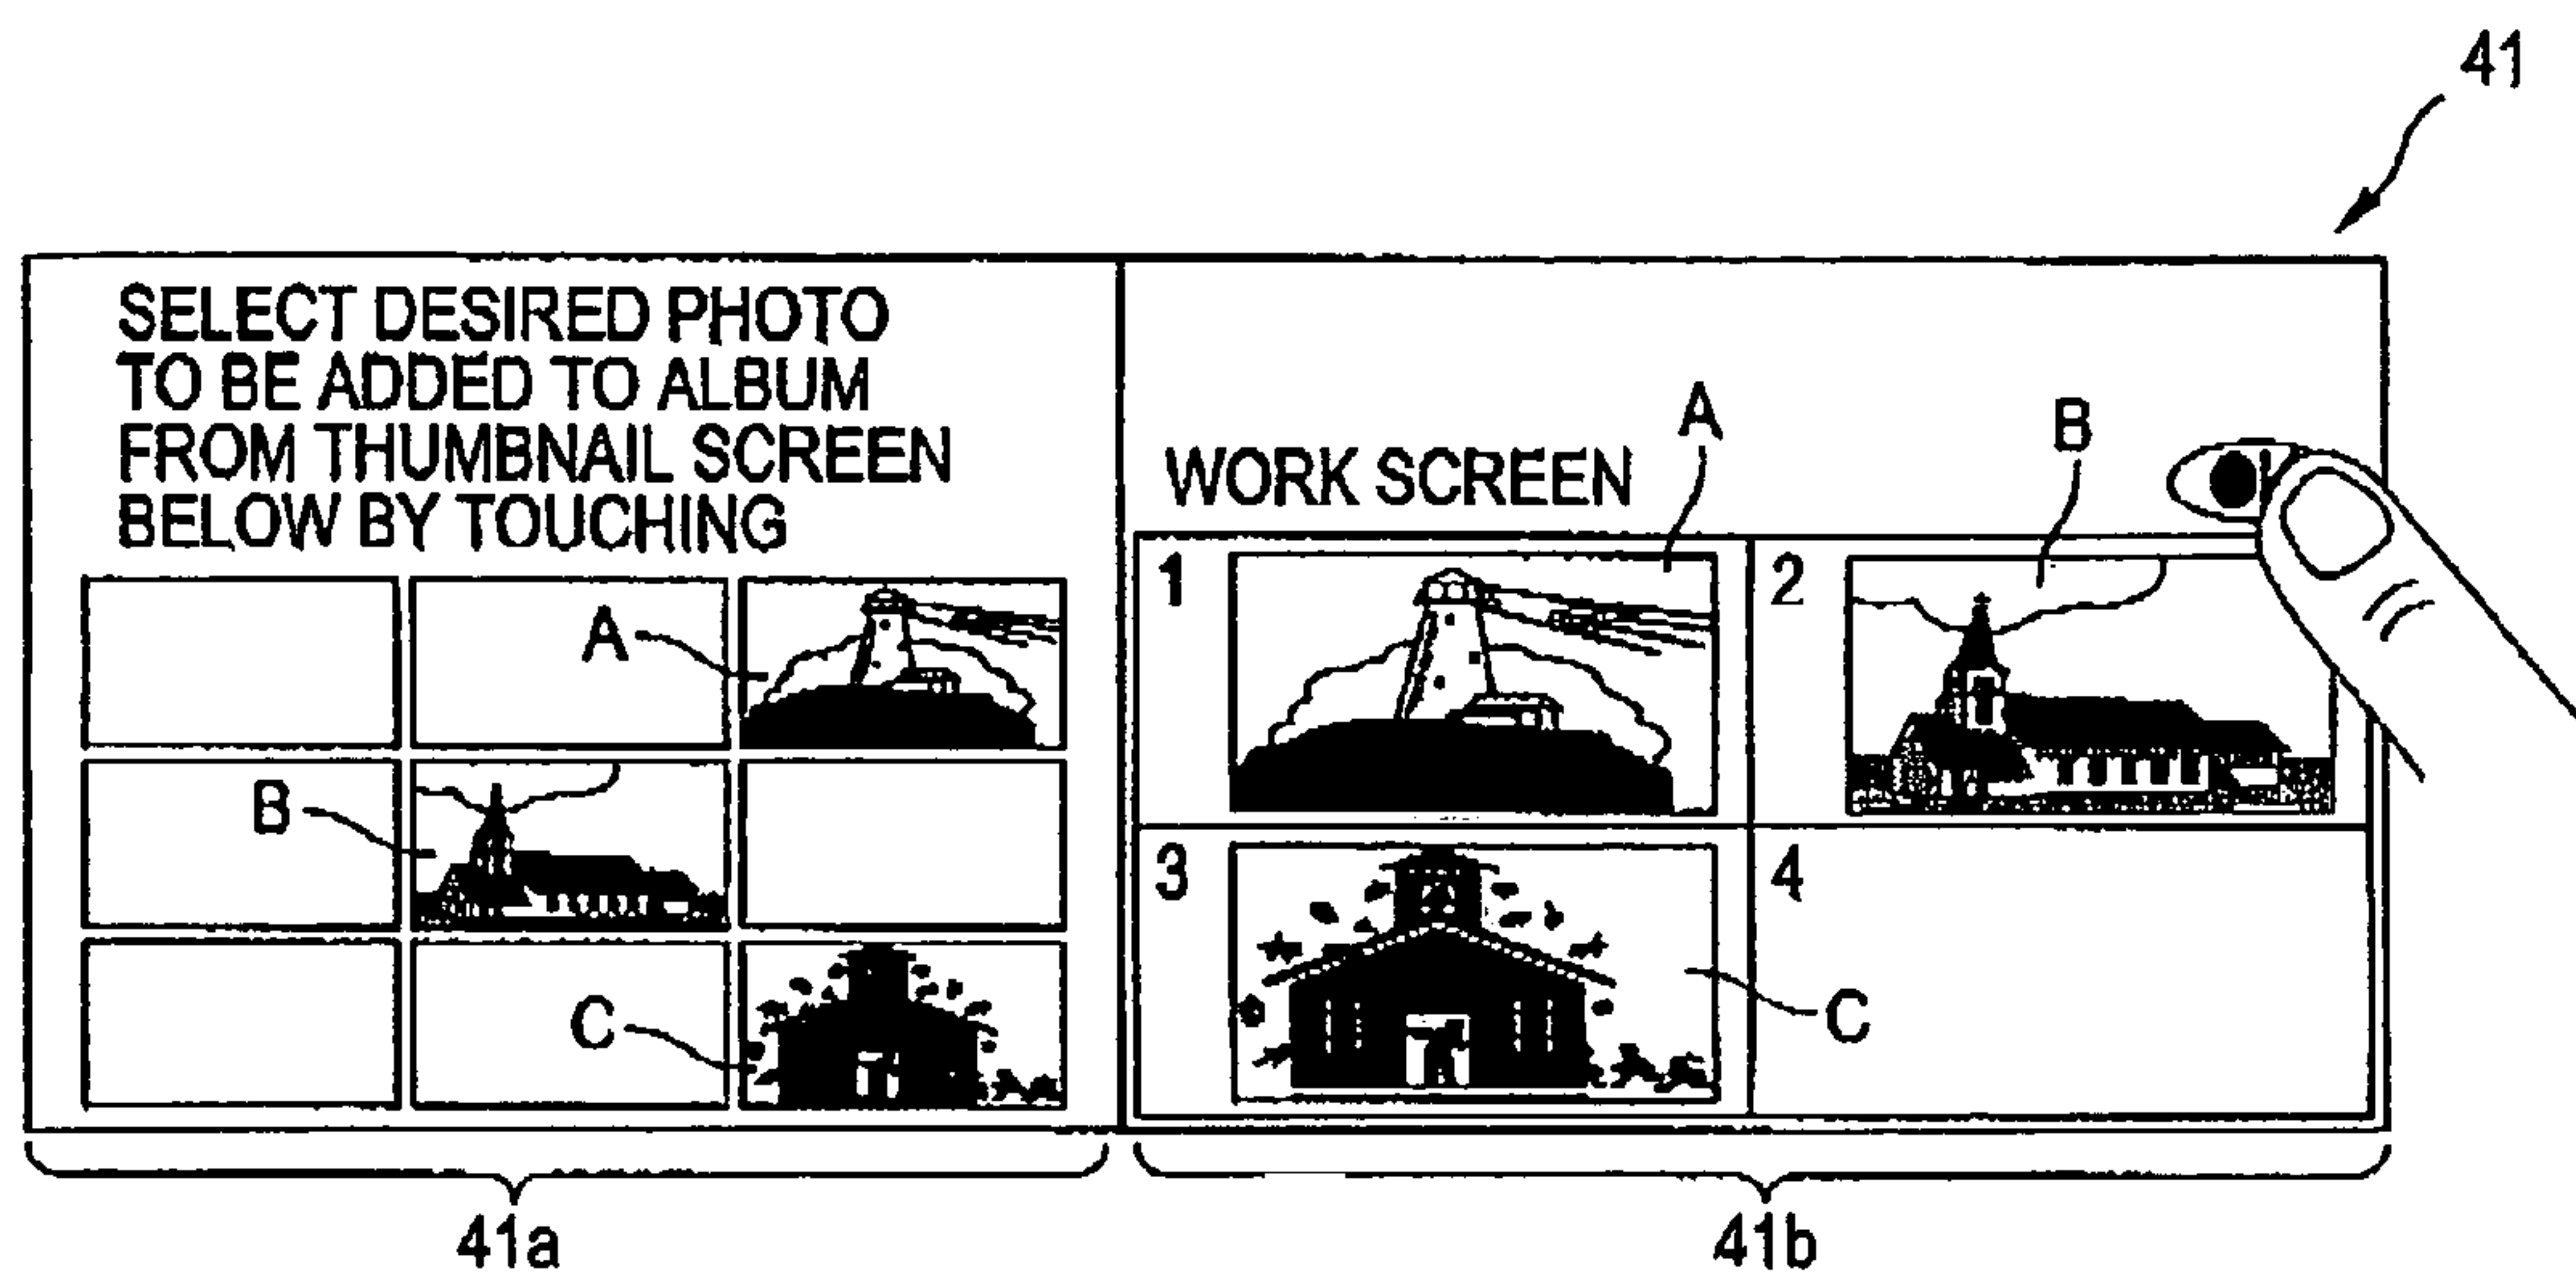 41
SELECT DESIRED PHOTO
TO BE ADDED TO ALBUM
FROM THUMBNAIL SCREEN
BELOW BY TOUCHING
A
B
C
WORK SCREEN
A
B
1
2
3
4
C
41a
41b